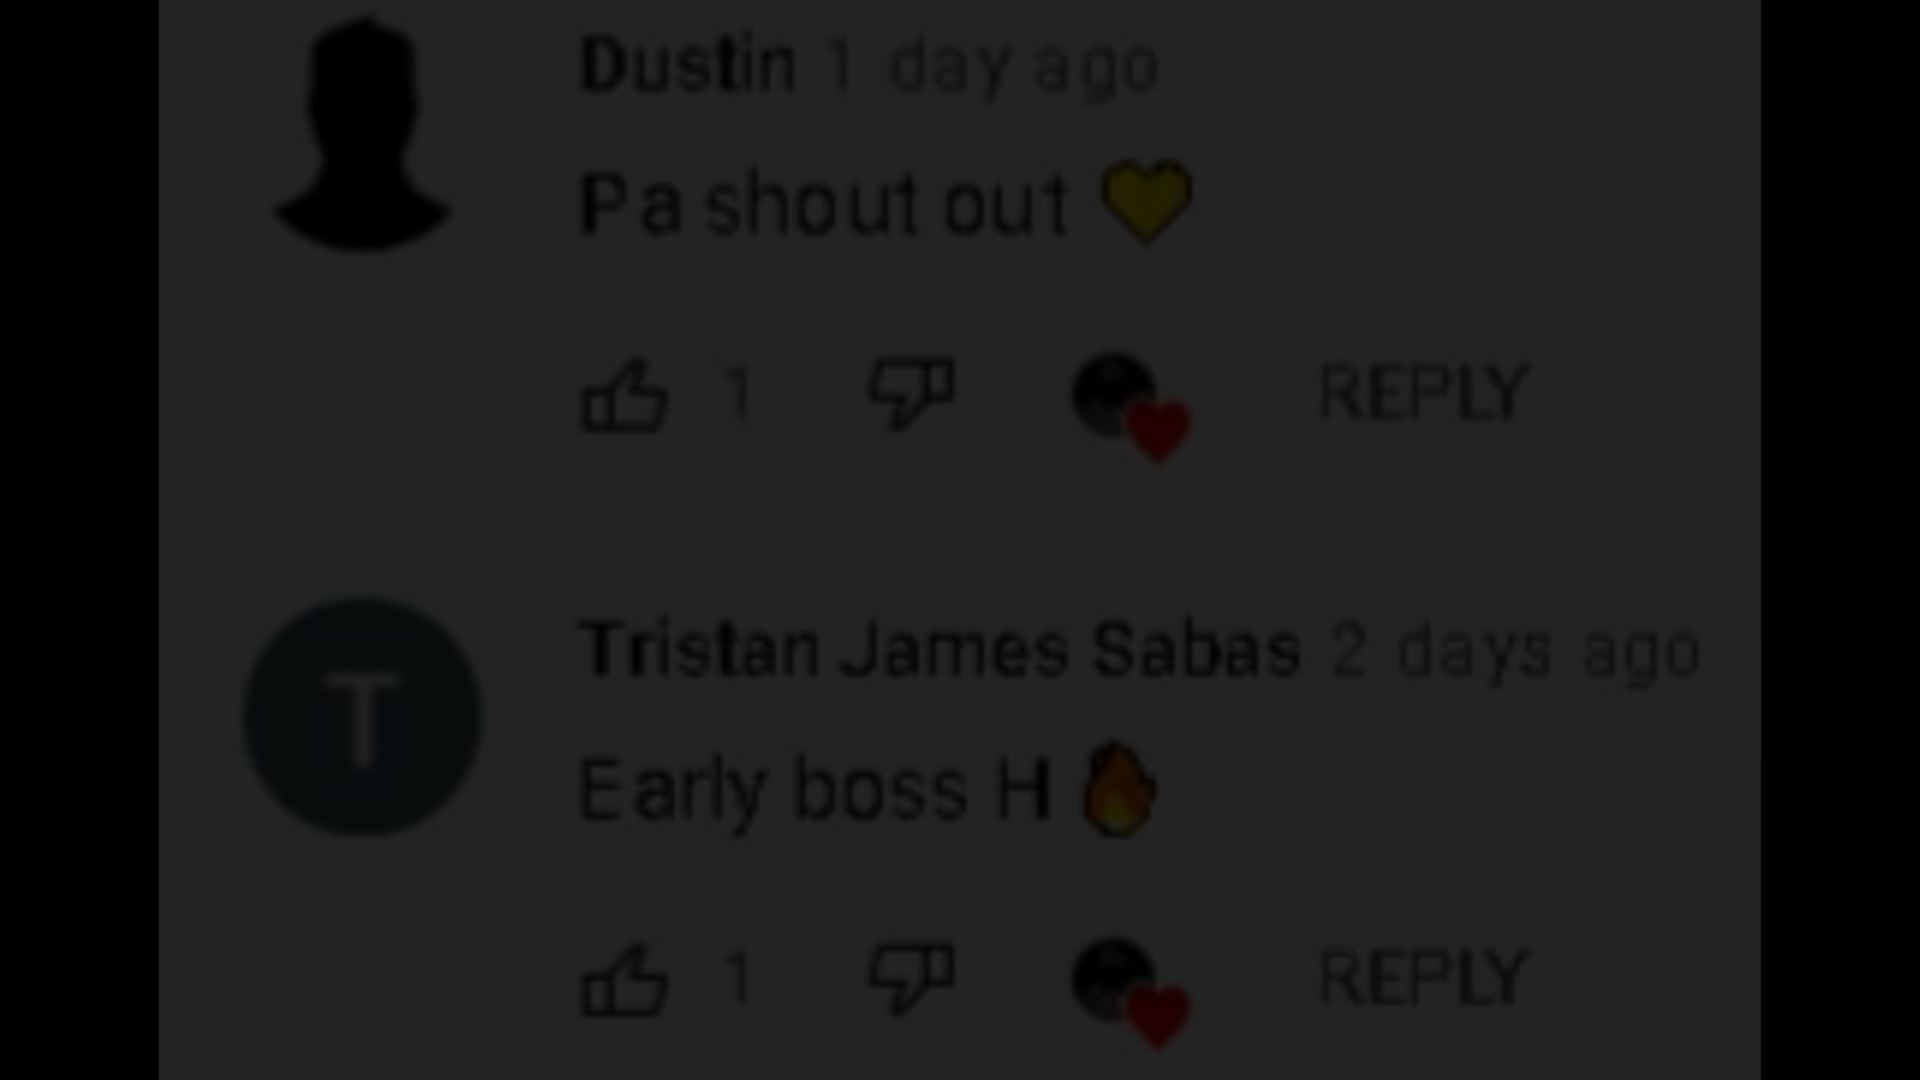 Dustin 1 day ago
Pa shout out 💛
1 REPLY
T
Tristan James Sabas 2 days ago
Early boss H 🔥
1 REPLY